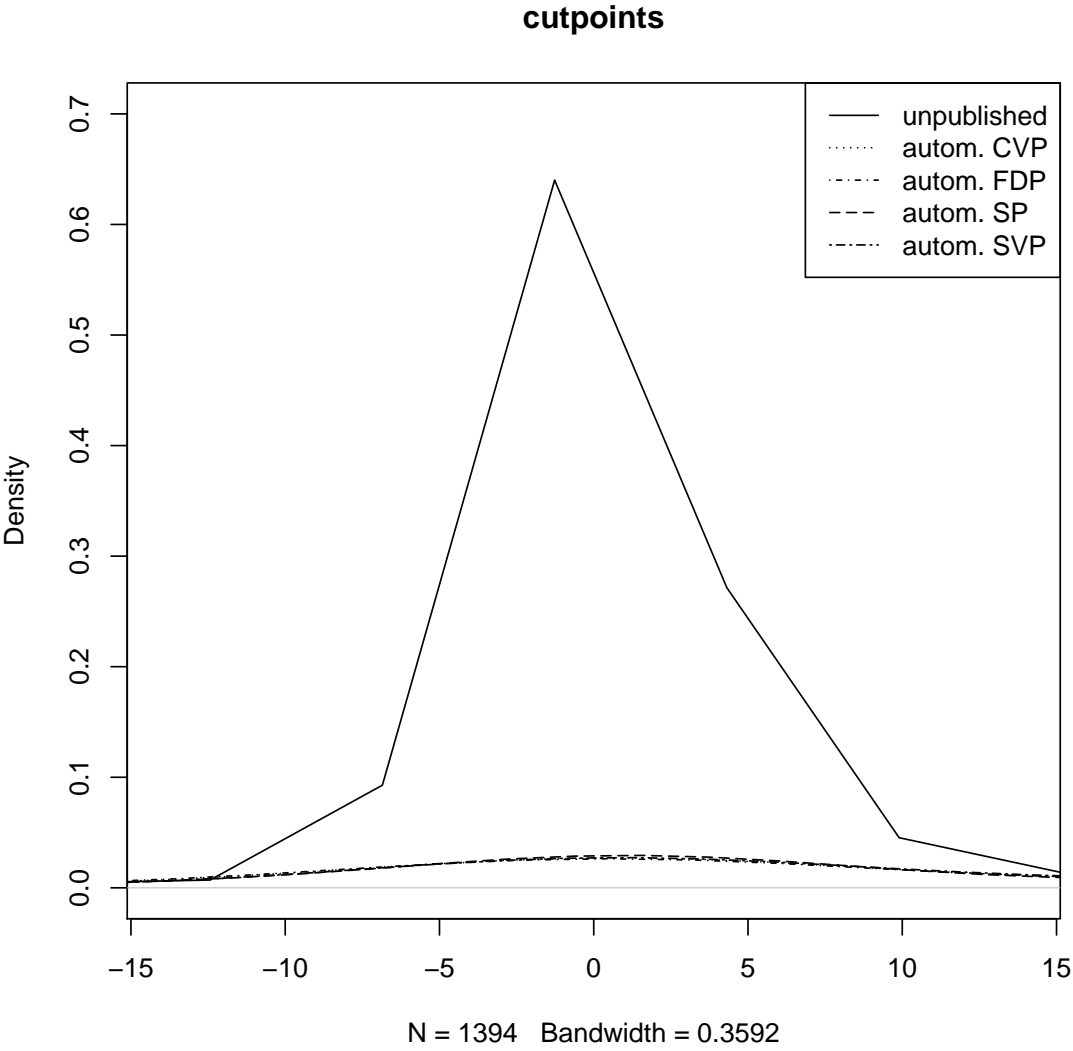 cutpoints
unpublished
autom. CVP
autom. FDP
autom. SP
autom. SVP
Density
0.7
0.6
0.5
0.4
0.3
0.2
0.1
0.0
−15 −10 −5 0 5 10 15
N = 1394 Bandwidth = 0.3592